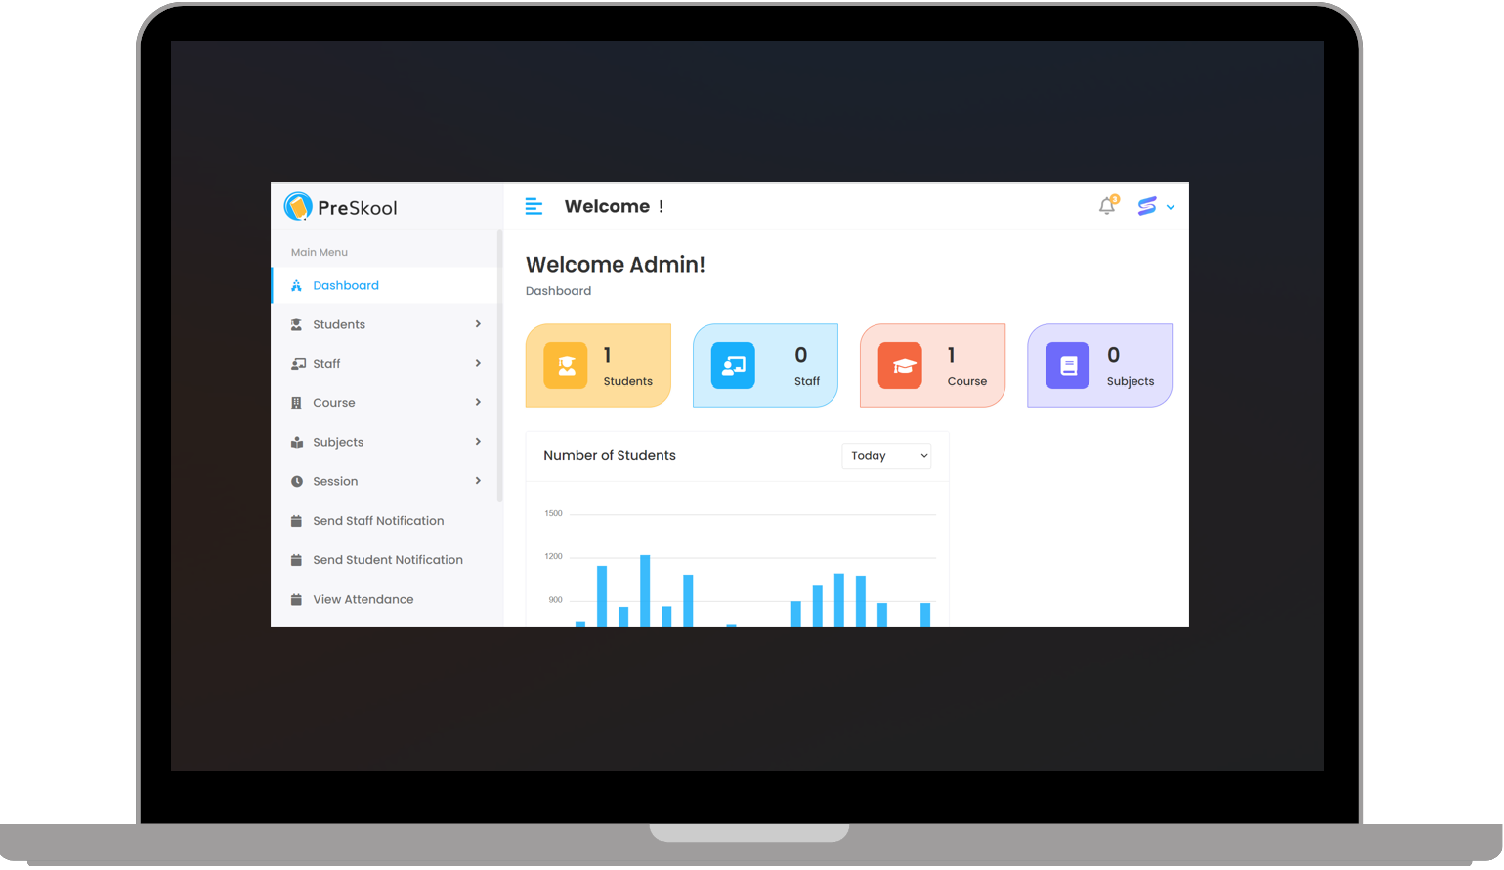 PreSkool
Welcome !
3
Main Menu
Dashboard
Students
Staff
Course
Subjects
Session
Send Staff Notification
Send Student Notification
View Attendance
Welcome Admin!
Dashboard
1
Students
0
Staff
1
Course
0
Subjects
Number of Students
Today
1500
1200
900